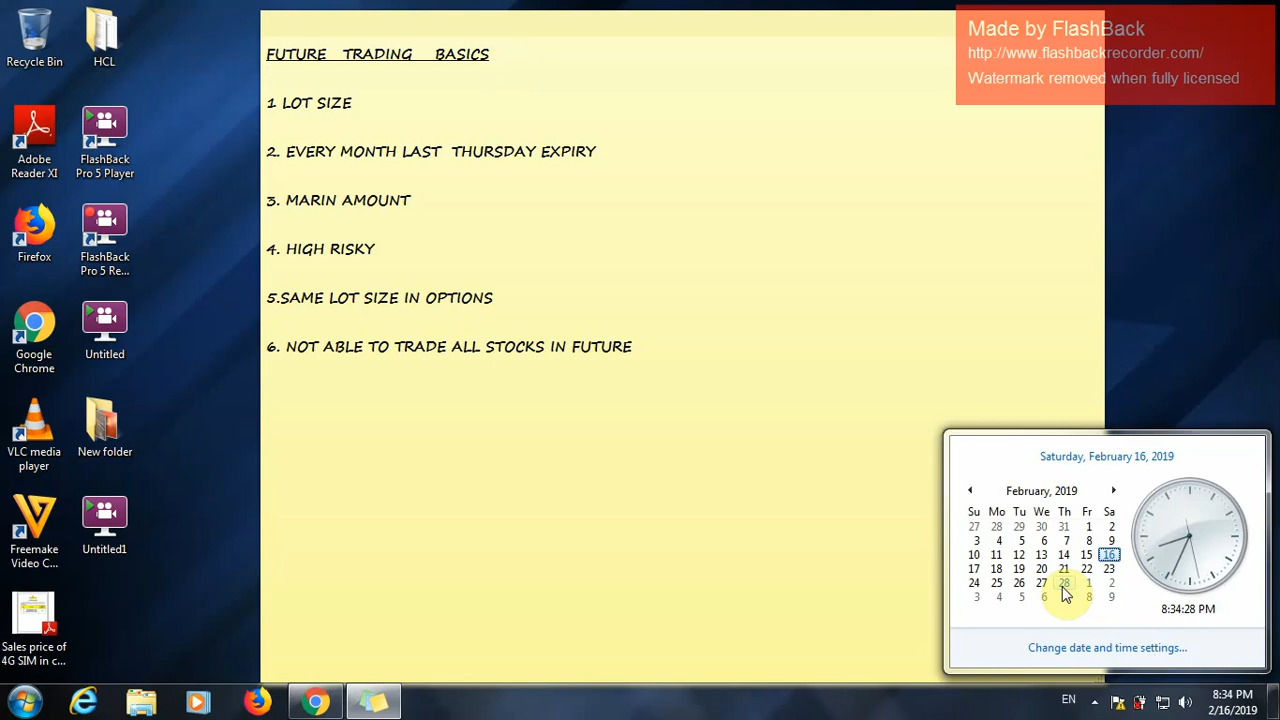 Made by FlashBack
http://www.flashbackrecorder.com/
Watermark removed when fully licensed
FUTURE TRADING BASICS
1 LOT SIZE
2. EVERY MONTH LAST THURSDAY EXPIRY
3. MARIN AMOUNT
4. HIGH RISKY
5.SAME LOT SIZE IN OPTIONS
6. NOT ABLE TO TRADE ALL STOCKS IN FUTURE
Recycle Bin
HCL
Adobe
Reader XI
FlashBack
Pro 5 Player
Firefox
FlashBack
Pro 5 Re...
Google
Chrome
Untitled
VLC media
player
New folder
Freemake
Video C...
Untitled1
Sales price of
4G SIM in c...
Saturday, February 16, 2019
February, 2019
Su Mo Tu We Th Fr Sa
27 28 29 30 31 1 2
3 4 5 6 7 8 9
10 11 12 13 14 15 16
17 18 19 20 21 22 23
24 25 26 27 28 1 2
3 4 5 6 8 9
8:34:28 PM
Change date and time settings...
EN
8:34 PM
2/16/2019